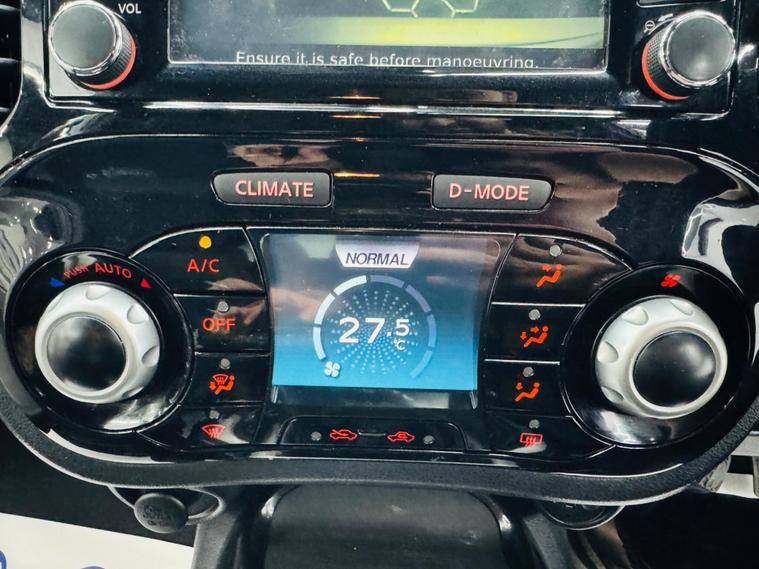 VOL
Ensure it is safe before manoeuvring.
CLIMATE
D-MODE
PUSH AUTO
A/C
NORMAL
OFF
27.5
°C